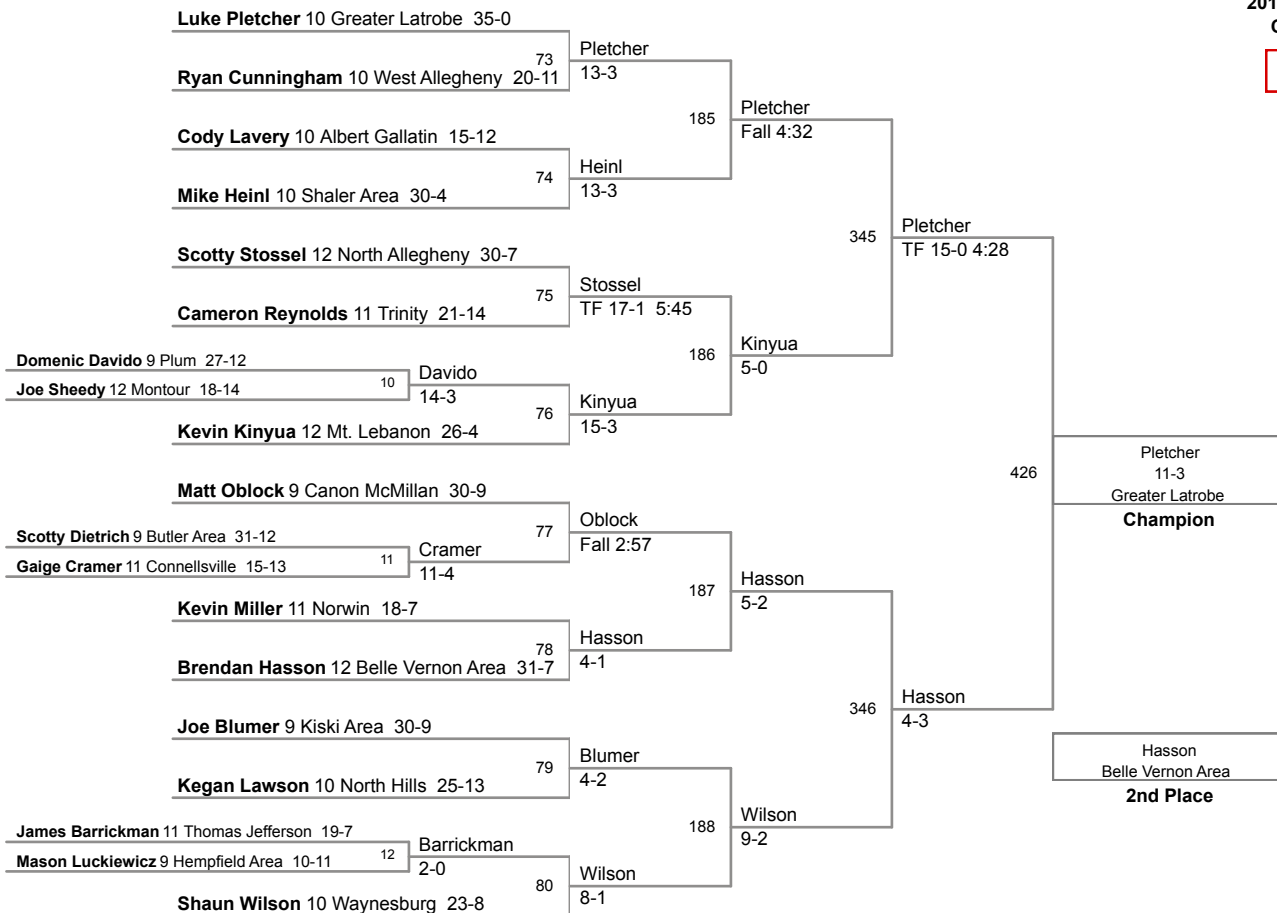 201
Luke Pletcher 10 Greater Latrobe 35-0
73
Pletcher
13-3
Ryan Cunningham 10 West Allegheny 20-11
185
Pletcher
Fall 4:32
Cody Lavery 10 Albert Gallatin 15-12
74
Heinl
13-3
Mike Heinl 10 Shaler Area 30-4
345
Pletcher
TF 15-0 4:28
Scotty Stossel 12 North Allegheny 30-7
75
Stossel
TF 17-1 5:45
Cameron Reynolds 11 Trinity 21-14
186
Kinyua
5-0
Domenic Davido 9 Plum 27-12
10
Davido
14-3
Joe Sheedy 12 Montour 18-14
76
Kinyua
15-3
Kevin Kinyua 12 Mt. Lebanon 26-4
426
Pletcher
11-3
Greater Latrobe
Champion
Matt Oblock 9 Canon McMillan 30-9
77
Oblock
Fall 2:57
Scotty Dietrich 9 Butler Area 31-12
11
Cramer
11-4
Gaige Cramer 11 Connellsville 15-13
187
Hasson
5-2
Kevin Miller 11 Norwin 18-7
78
Hasson
4-1
Brendan Hasson 12 Belle Vernon Area 31-7
346
Hasson
4-3
Joe Blumer 9 Kiski Area 30-9
79
Blumer
4-2
Kegan Lawson 10 North Hills 25-13
Hasson
Belle Vernon Area
2nd Place
188
Wilson
9-2
James Barrickman 11 Thomas Jefferson 19-7
12
Barrickman
2-0
Mason Luckiewicz 9 Hempfield Area 10-11
80
Wilson
8-1
Shaun Wilson 10 Waynesburg 23-8